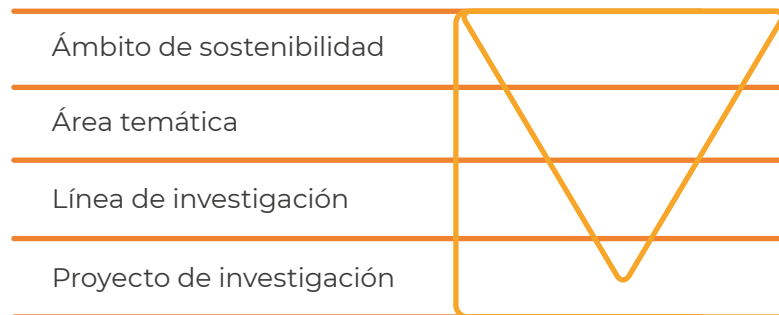 Ámbito de sostenibilidad
Área temática
Línea de investigación
Proyecto de investigación